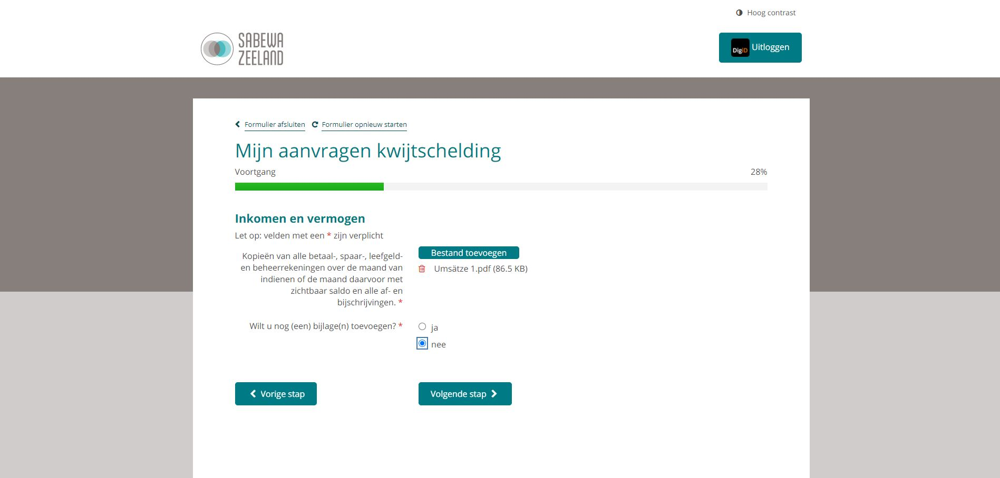 Hoog contrast
SABEWA
ZEELAND
DigiD Uitloggen
Formulier afsluiten Formulier opnieuw starten
Mijn aanvragen kwijtschelding
Voortgang 28%
Inkomen en vermogen
Let op: velden met een * zijn verplicht
Kopieën van alle betaal-, spaar-, leefgeld-
en beheerrekeningen over de maand van
indienen of de maand daarvoor met
zichtbaar saldo en alle af- en
bijschrijvingen. *
Bestand toevoegen
Umsätze 1.pdf (86.5 KB)
Wilt u nog (een) bijlage(n) toevoegen? *
ja
nee
Vorige stap
Volgende stap